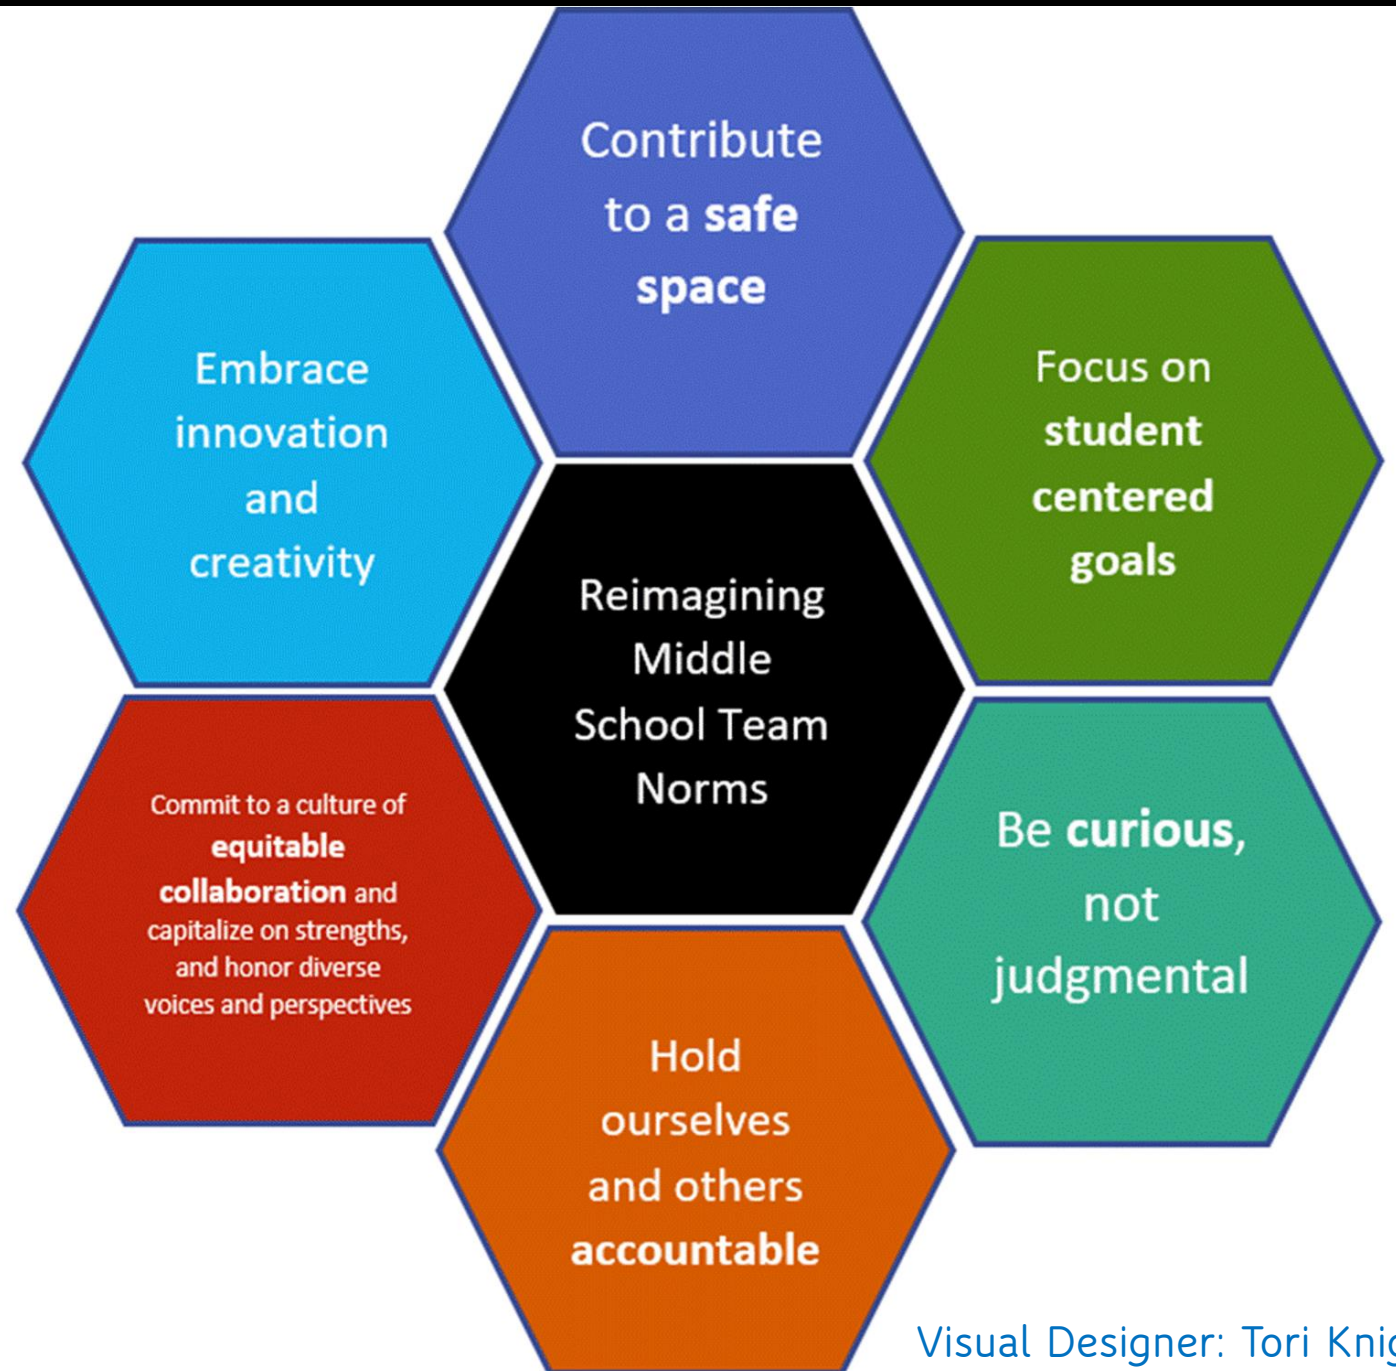 Contribute
to a safe
space
Embrace
innovation
and
creativity
Focus on
student
centered
goals
Reimagining
Middle
School Team
Norms
Commit to a culture of
equitable
collaboration and
capitalize on strengths,
and honor diverse
voices and perspectives
Be curious,
not
judgmental
Hold
ourselves
and others
accountable
Visual Designer: Tori